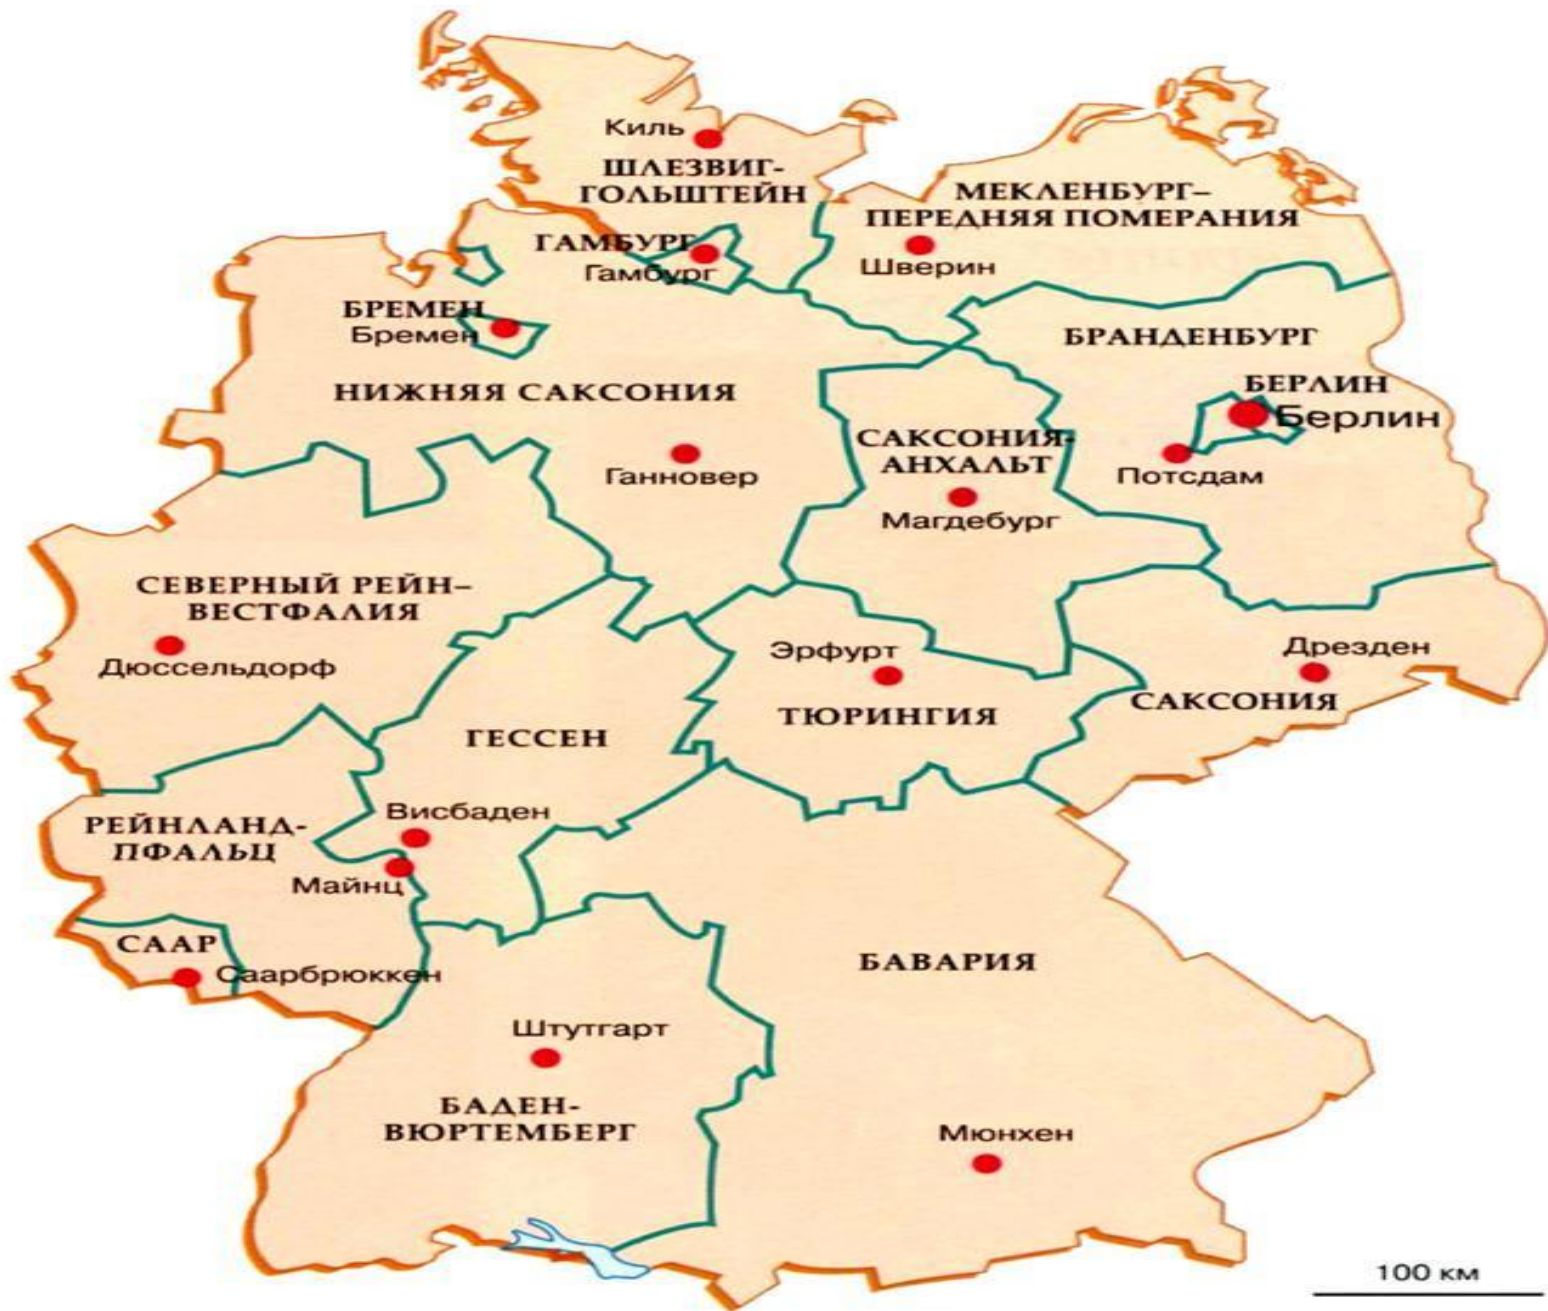 Киль
ШЛЕЗВИГ-
ГОЛЬШТЕЙН
МЕКЛЕНБУРГ–
ПЕРЕДНЯЯ ПОМЕРАНИЯ
ГАМБУРГ
Гамбург
Шверин
БРЕМЕН
Бремен
БРАНДЕНБУРГ
НИЖНЯЯ САКСОНИЯ
БЕРЛИН
Берлин
САКСОНИЯ-
АНХАЛЬТ
Ганновер
Потсдам
Магдебург
СЕВЕРНЫЙ РЕЙН–
ВЕСТФАЛИЯ
Дюссельдорф
Эрфурт
Дрезден
САКСОНИЯ
ТЮРИНГИЯ
ГЕССЕН
Висбаден
РЕЙНЛАНД-
ПФАЛЬЦ
Майнц
СААР
Саарбрюккен
БАВАРИЯ
Штутгарт
БАДЕН-
ВЮРТЕМБЕРГ
Мюнхен
100 км